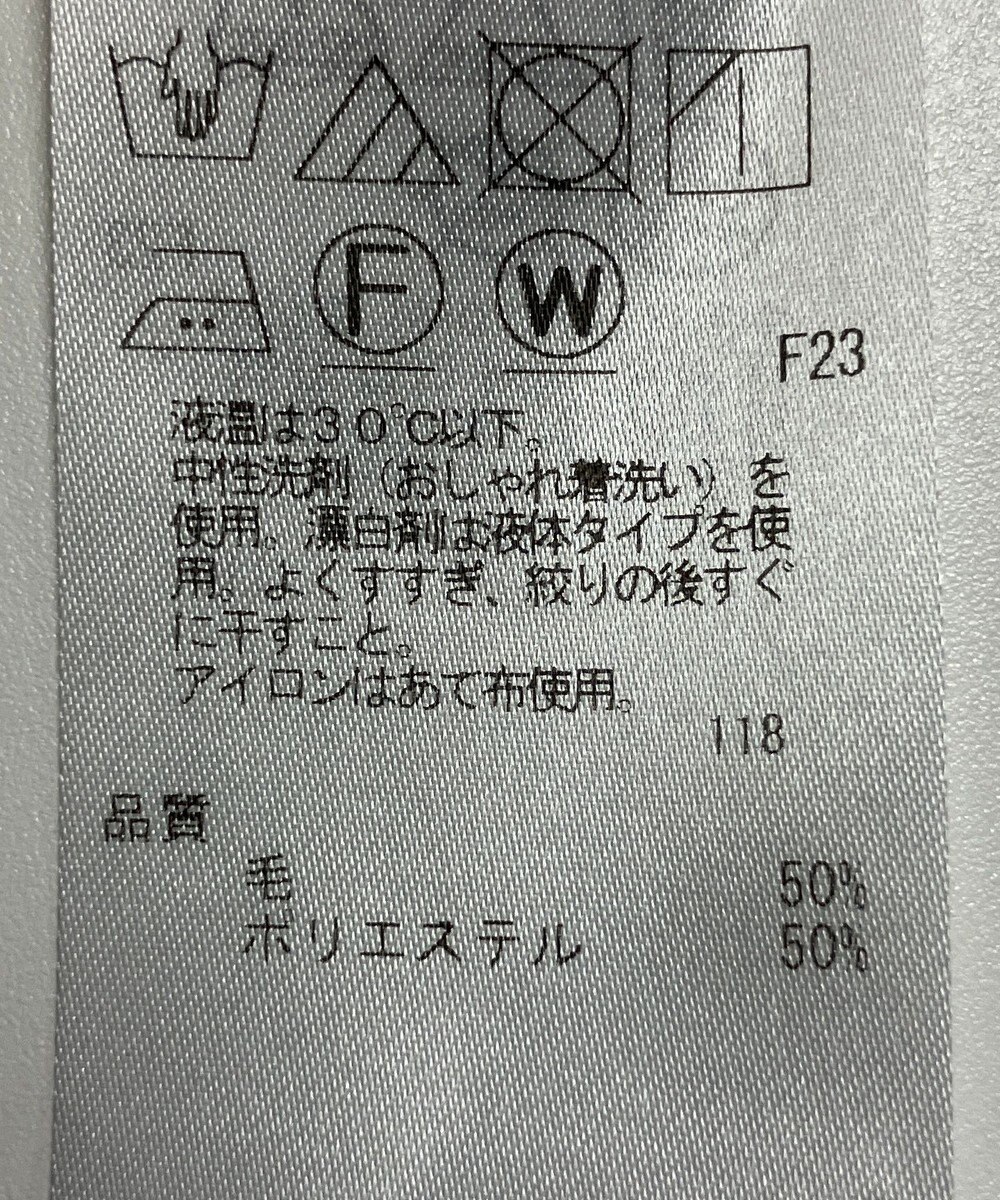 F W
F23
液温は30℃以下。
中性洗剤（おしゃれ着洗い）を
使用。漂白剤は液体タイプを使
用。よくすすぎ、絞りの後すぐ
に干すこと。
アイロンはあて布使用。
118
品質
毛 50%
ポリエステル 50%